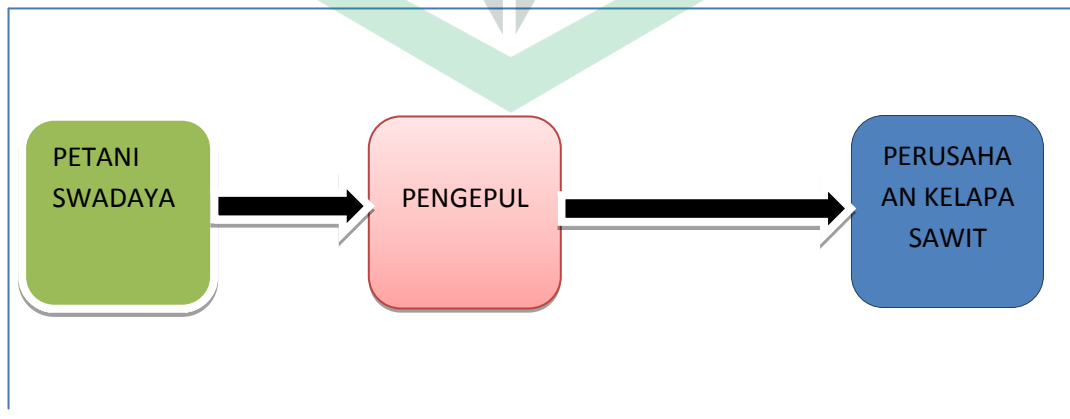 PETANI
SWADAYA
PENGEPUL
PERUSAHA
AN KELAPA
SAWIT